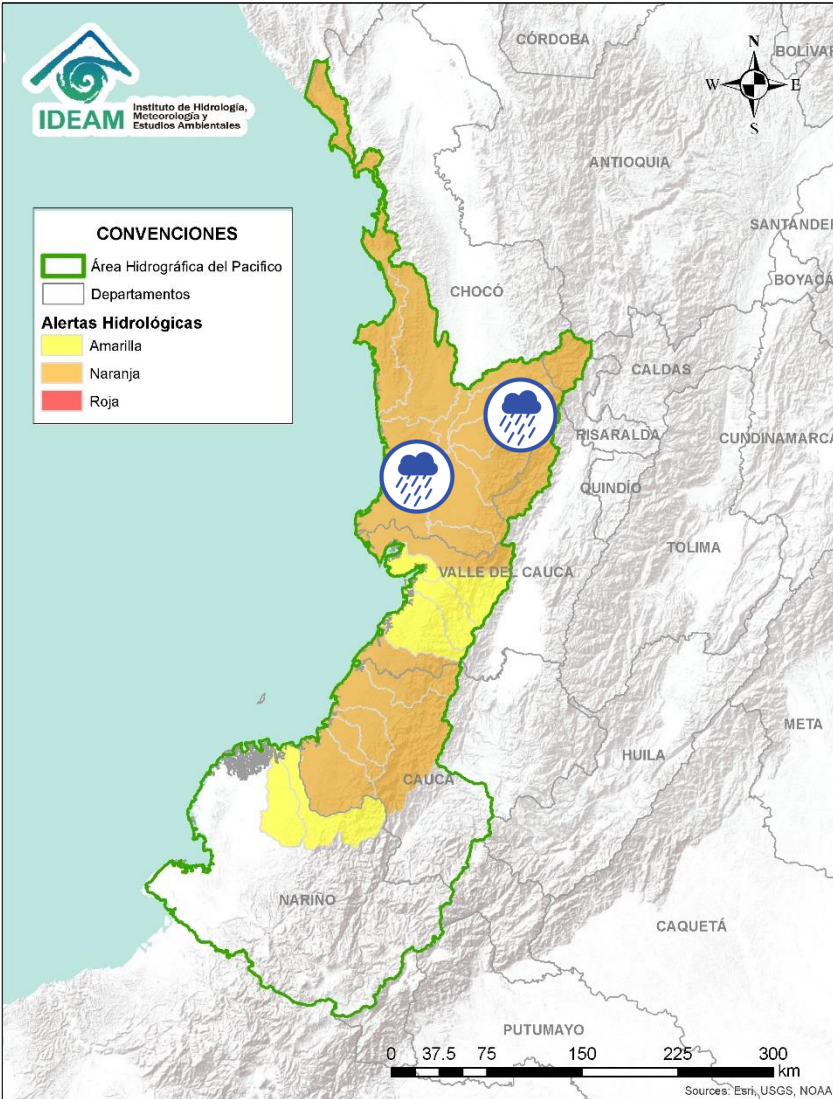 IDEAM
Instituto de Hidrología,
Meteorología y
Estudios Ambientales
CONVENCIONES
Área Hidrográfica del Pacifico
Departamentos
Alertas Hidrológicas
Amarilla
Naranja
Roja
N
W
E
S
CÓRDOBA
BOLÍVAR
ANTIOQUIA
SANTANDER
BOYACÁ
CHOCÓ
CALDAS
RISARALDA
CUNDINAMARCA
QUINDÍO
TOLIMA
VALLE DEL CAUCA
META
HUILA
CAUCA
NARIÑO
CAQUETÁ
PUTUMAYO
0 37.5 75 150 225 300
km
Sources: Esri, USGS, NOAA